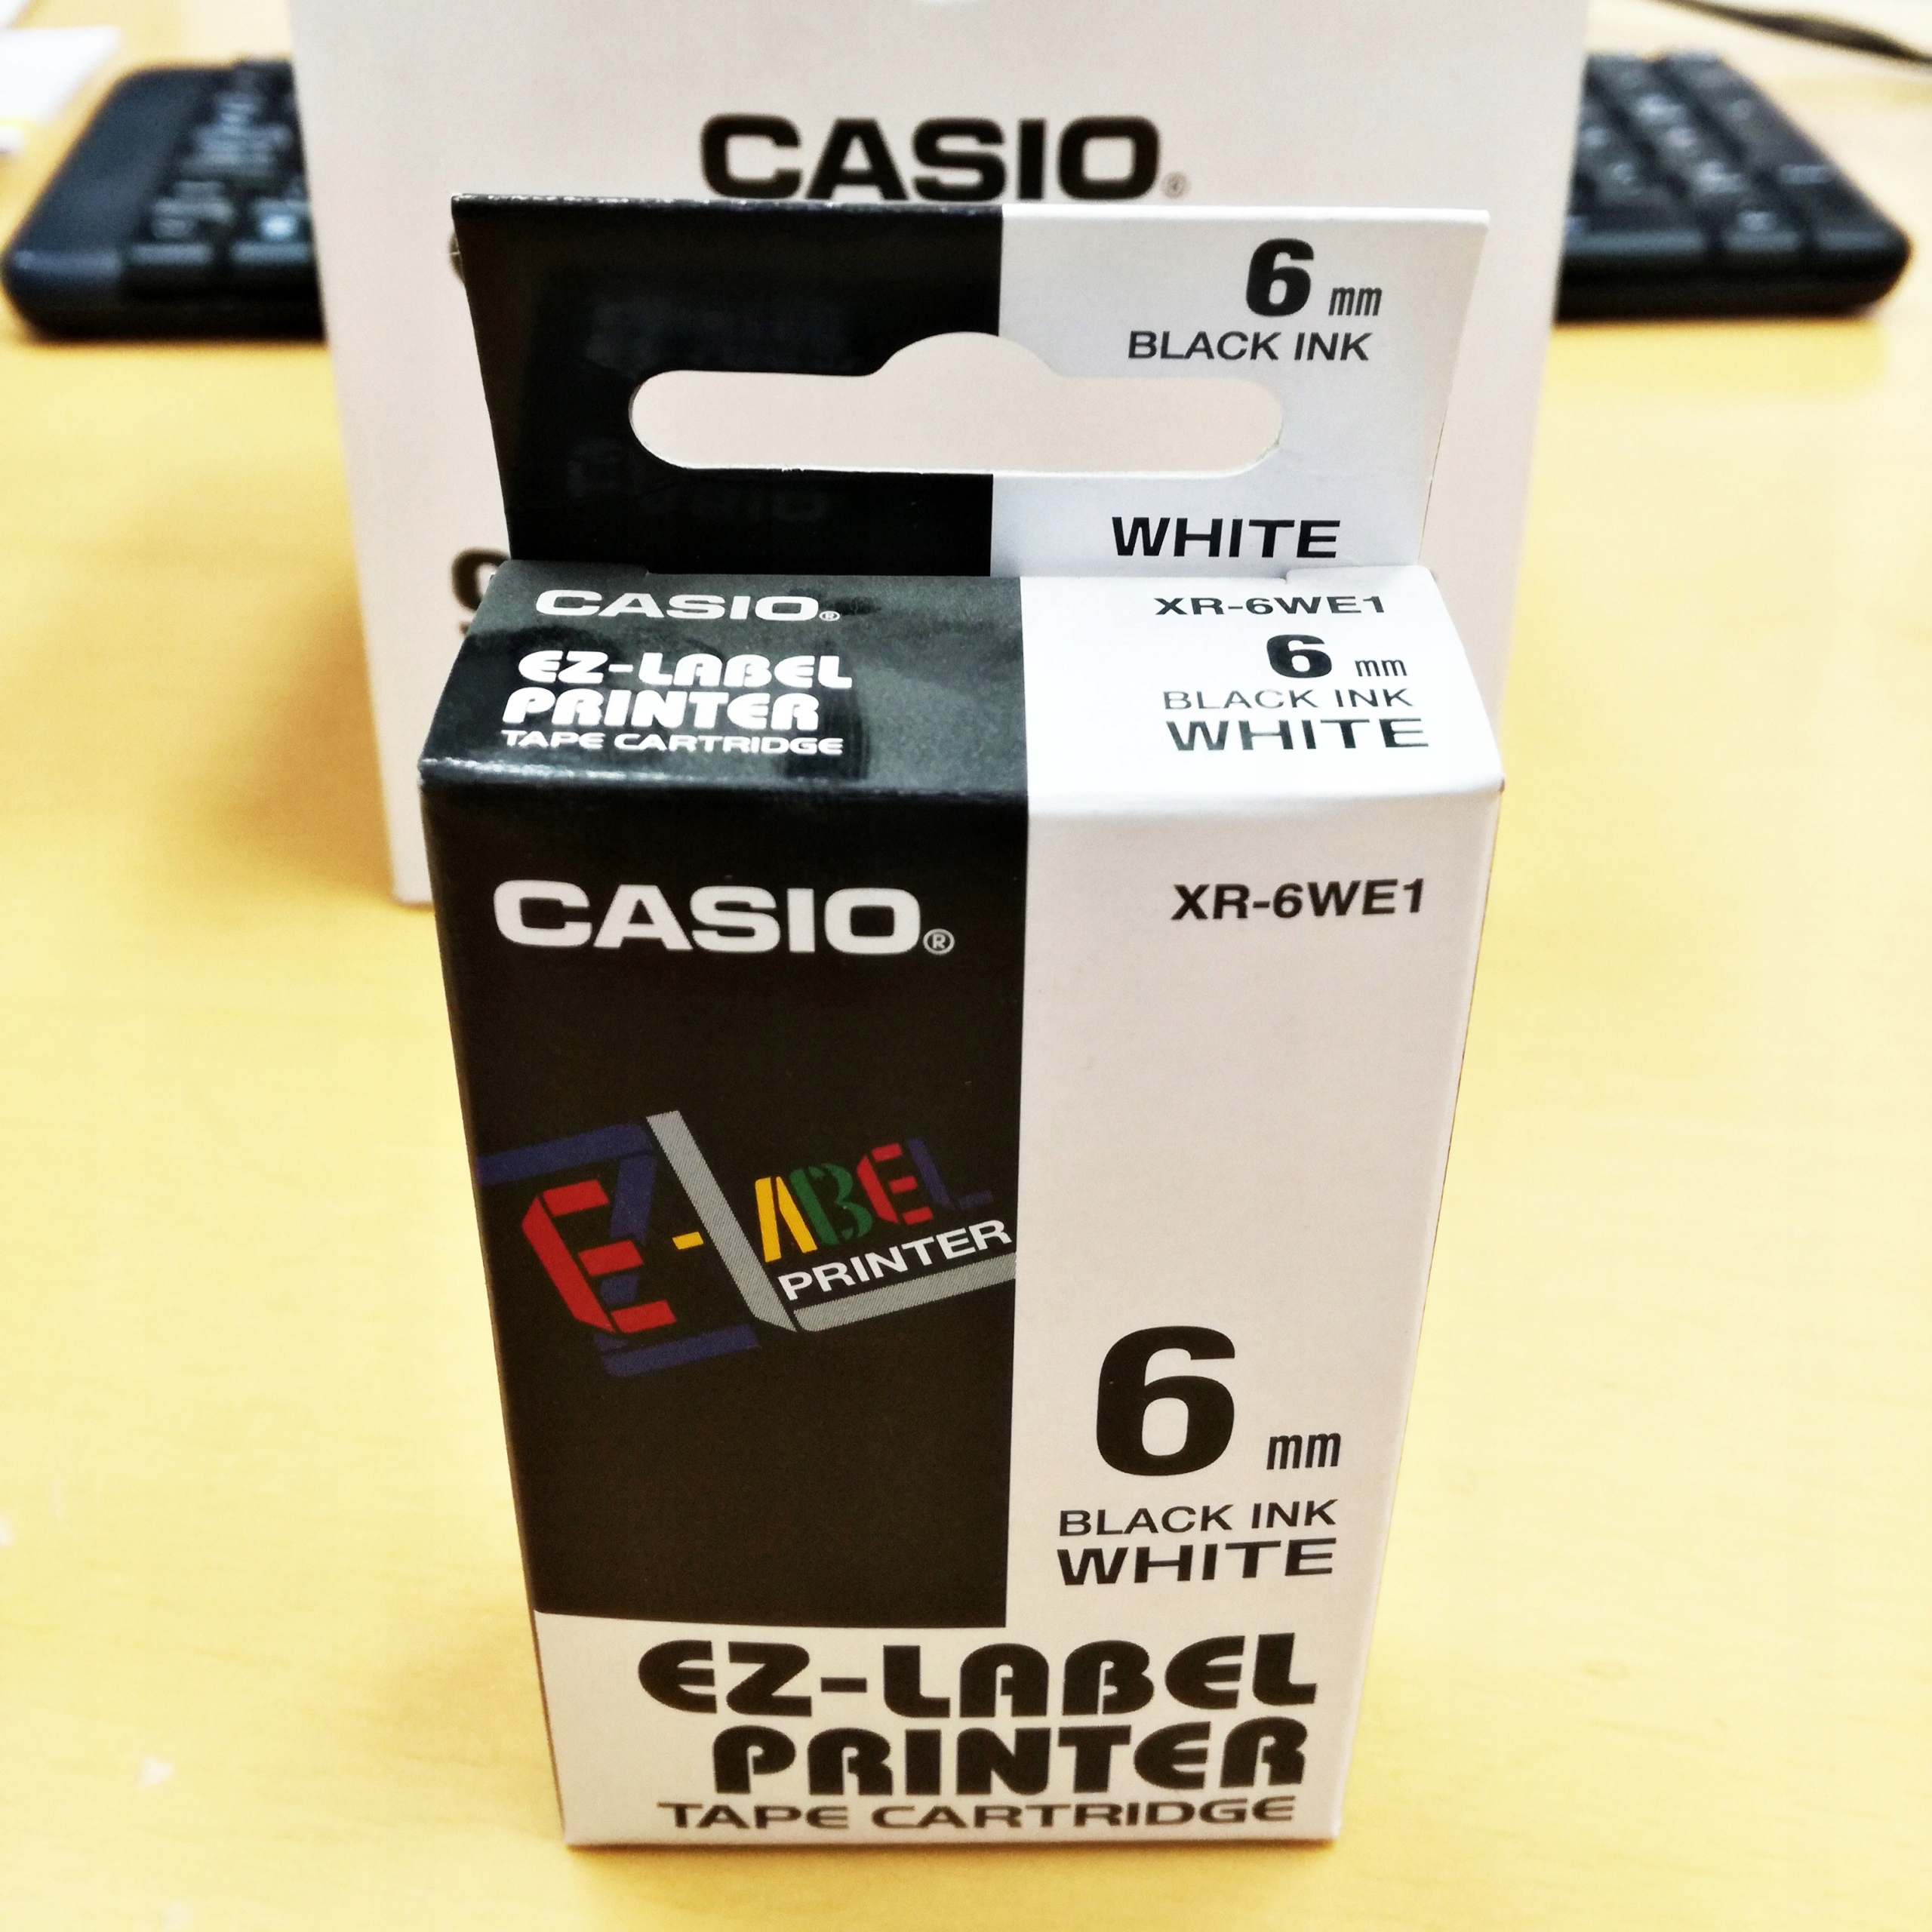 CASIO®
6 mm
BLACK INK
WHITE
CASIO®
EZ-LABEL
PRINTER
TAPE CARTRIDGE
XR-6WE1
6 mm
BLACK INK
WHITE
CASIO®
XR-6WE1
EZ-LABEL
PRINTER
6 mm
BLACK INK
WHITE
EZ-LABEL
PRINTER
TAPE CARTRIDGE